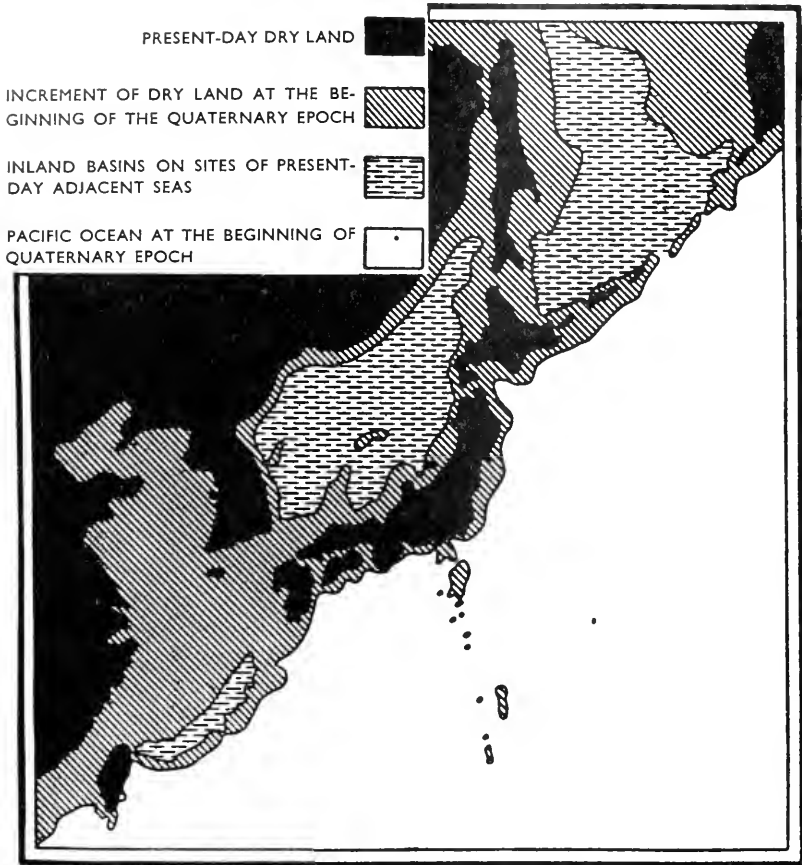 PRESENT-DAY DRY LAND
INCREMENT OF DRY LAND AT THE BE-
GINNING OF THE QUATERNARY EPOCH
INLAND BASINS ON SITES OF PRESENT-
DAY ADJACENT SEAS
PACIFIC OCEAN AT THE BEGINNING OF
QUATERNARY EPOCH